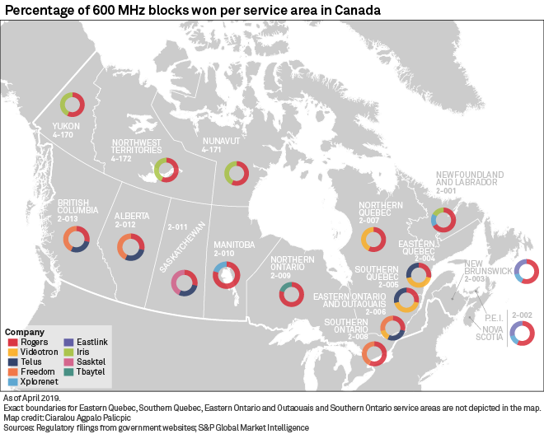 Percentage of 600 MHz blocks won per service area in Canada
YUKON
4-170
NORTHWEST
TERRITORIES
4-172
NUNAVUT
4-171
NEWFOUNDLAND
AND LABRADOR
2-001
BRITISH
COLUMBIA
2-013
ALBERTA
2-012
2-011
SASKATCHEWAN
MANITOBA
2-010
NORTHERN
ONTARIO
2-009
NORTHERN
QUEBEC
2-007
EASTERN
QUEBEC
2-004
SOUTHERN
QUEBEC
2-005
EASTERN ONTARIO
AND OUTAOUAIS
2-006
SOUTHERN
ONTARIO
2-008
NEW
BRUNSWICK
2-003
P.E.I.
NOVA
SCOTIA
2-002
Company
Rogers
Videotron
Telus
Freedom
Xplorenet
Eastlink
Iris
Sasktel
Tbaytel
As of April 2019.
Exact boundaries for Eastern Quebec, Southern Quebec, Eastern Ontario and Outaouais and Southern Ontario service areas are not depicted in the map.
Map credit: Ciaralou Agpalo Palicpic
Sources: Regulatory filings from government websites; S&P Global Market Intelligence